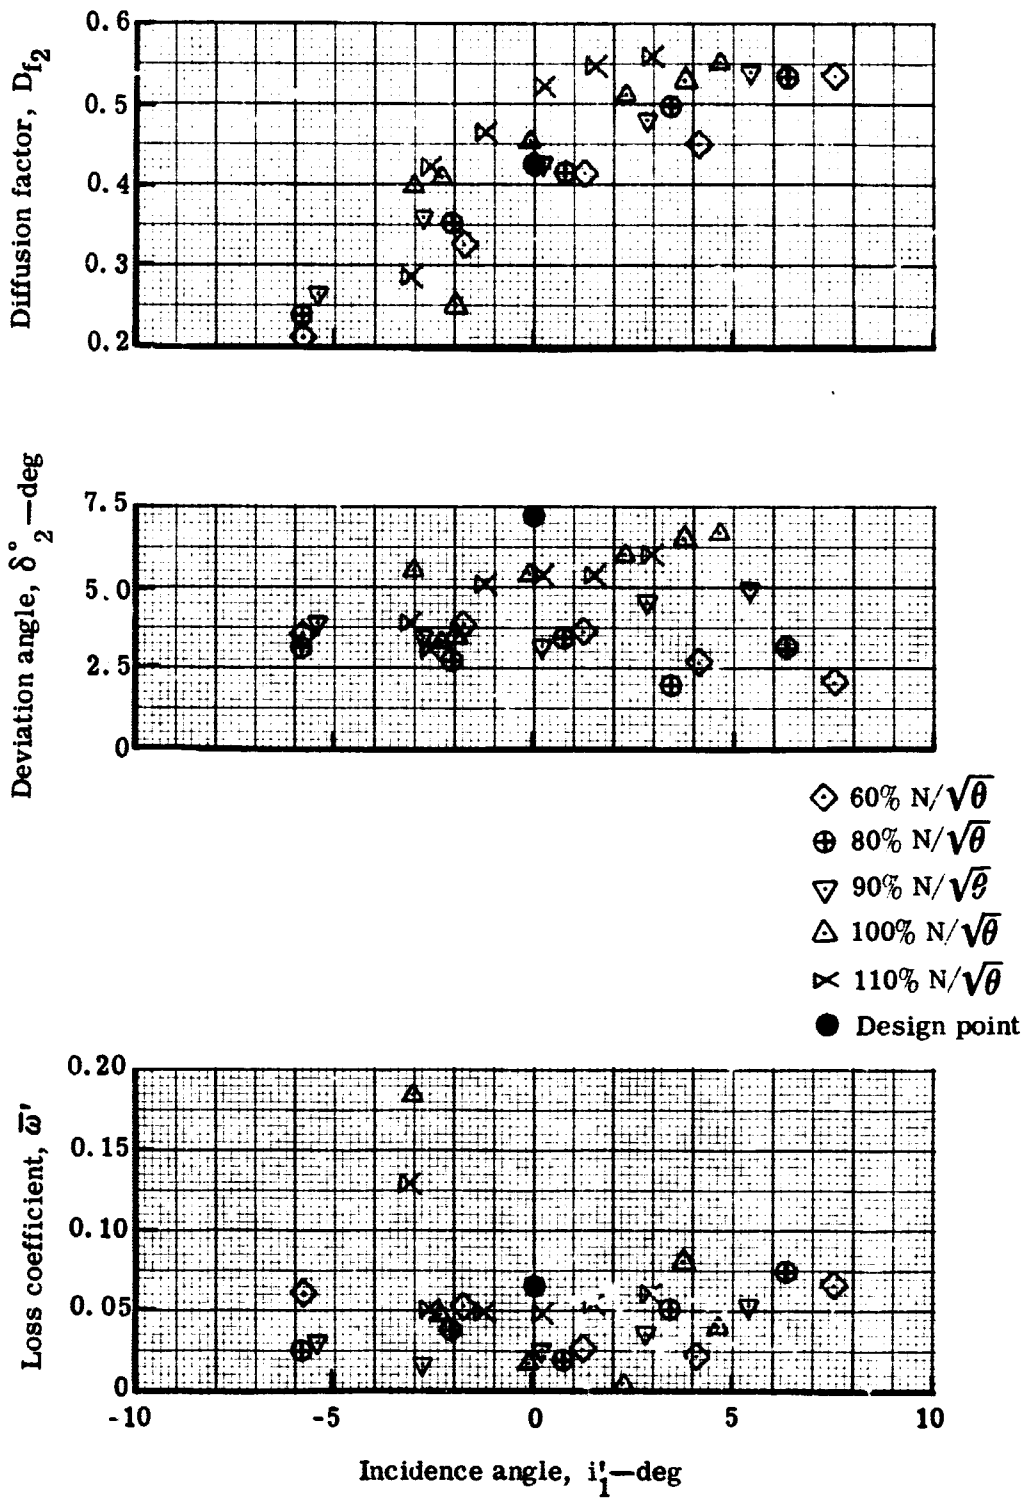 Diffusion factor, D_f2
0.6
0.5
0.4
0.3
0.2
Deviation angle, δ°_2—deg
7.5
5.0
2.5
0
◇ 60% N/√θ
⊕ 80% N/√θ
▽ 90% N/√θ
△ 100% N/√θ
⋈ 110% N/√θ
● Design point
Loss coefficient, ω̅'
0.20
0.15
0.10
0.05
0
-10
-5
0
5
10
Incidence angle, i'_1—deg